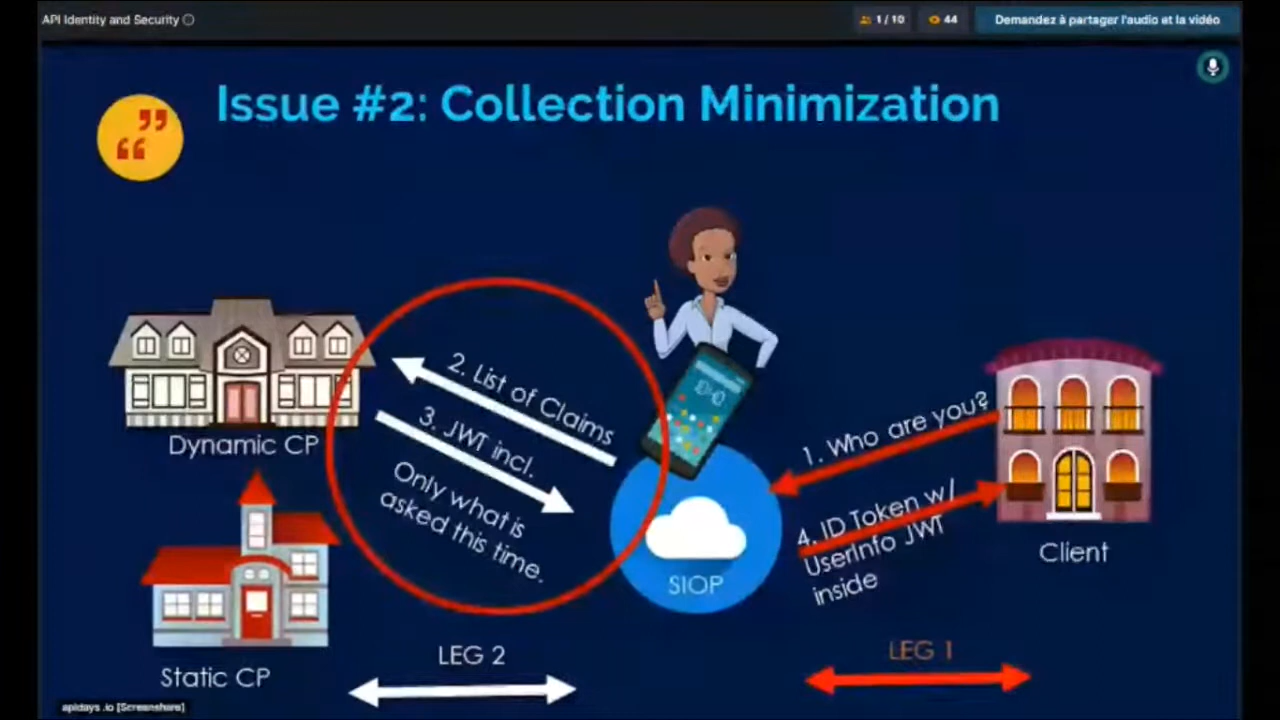 API Identity and Security
1 / 10
44
Demandez à partager l'audio et la vidéo
Issue #2: Collection Minimization
2. List of Claims
3. JWT incl.
Only what is
asked this time.
Dynamic CP
Static CP
LEG 2
10:10
SIOP
1. Who are you?
4. ID Token w/
UserInfo JWT
inside
Client
LEG 1
apidays .io [Screenshare]